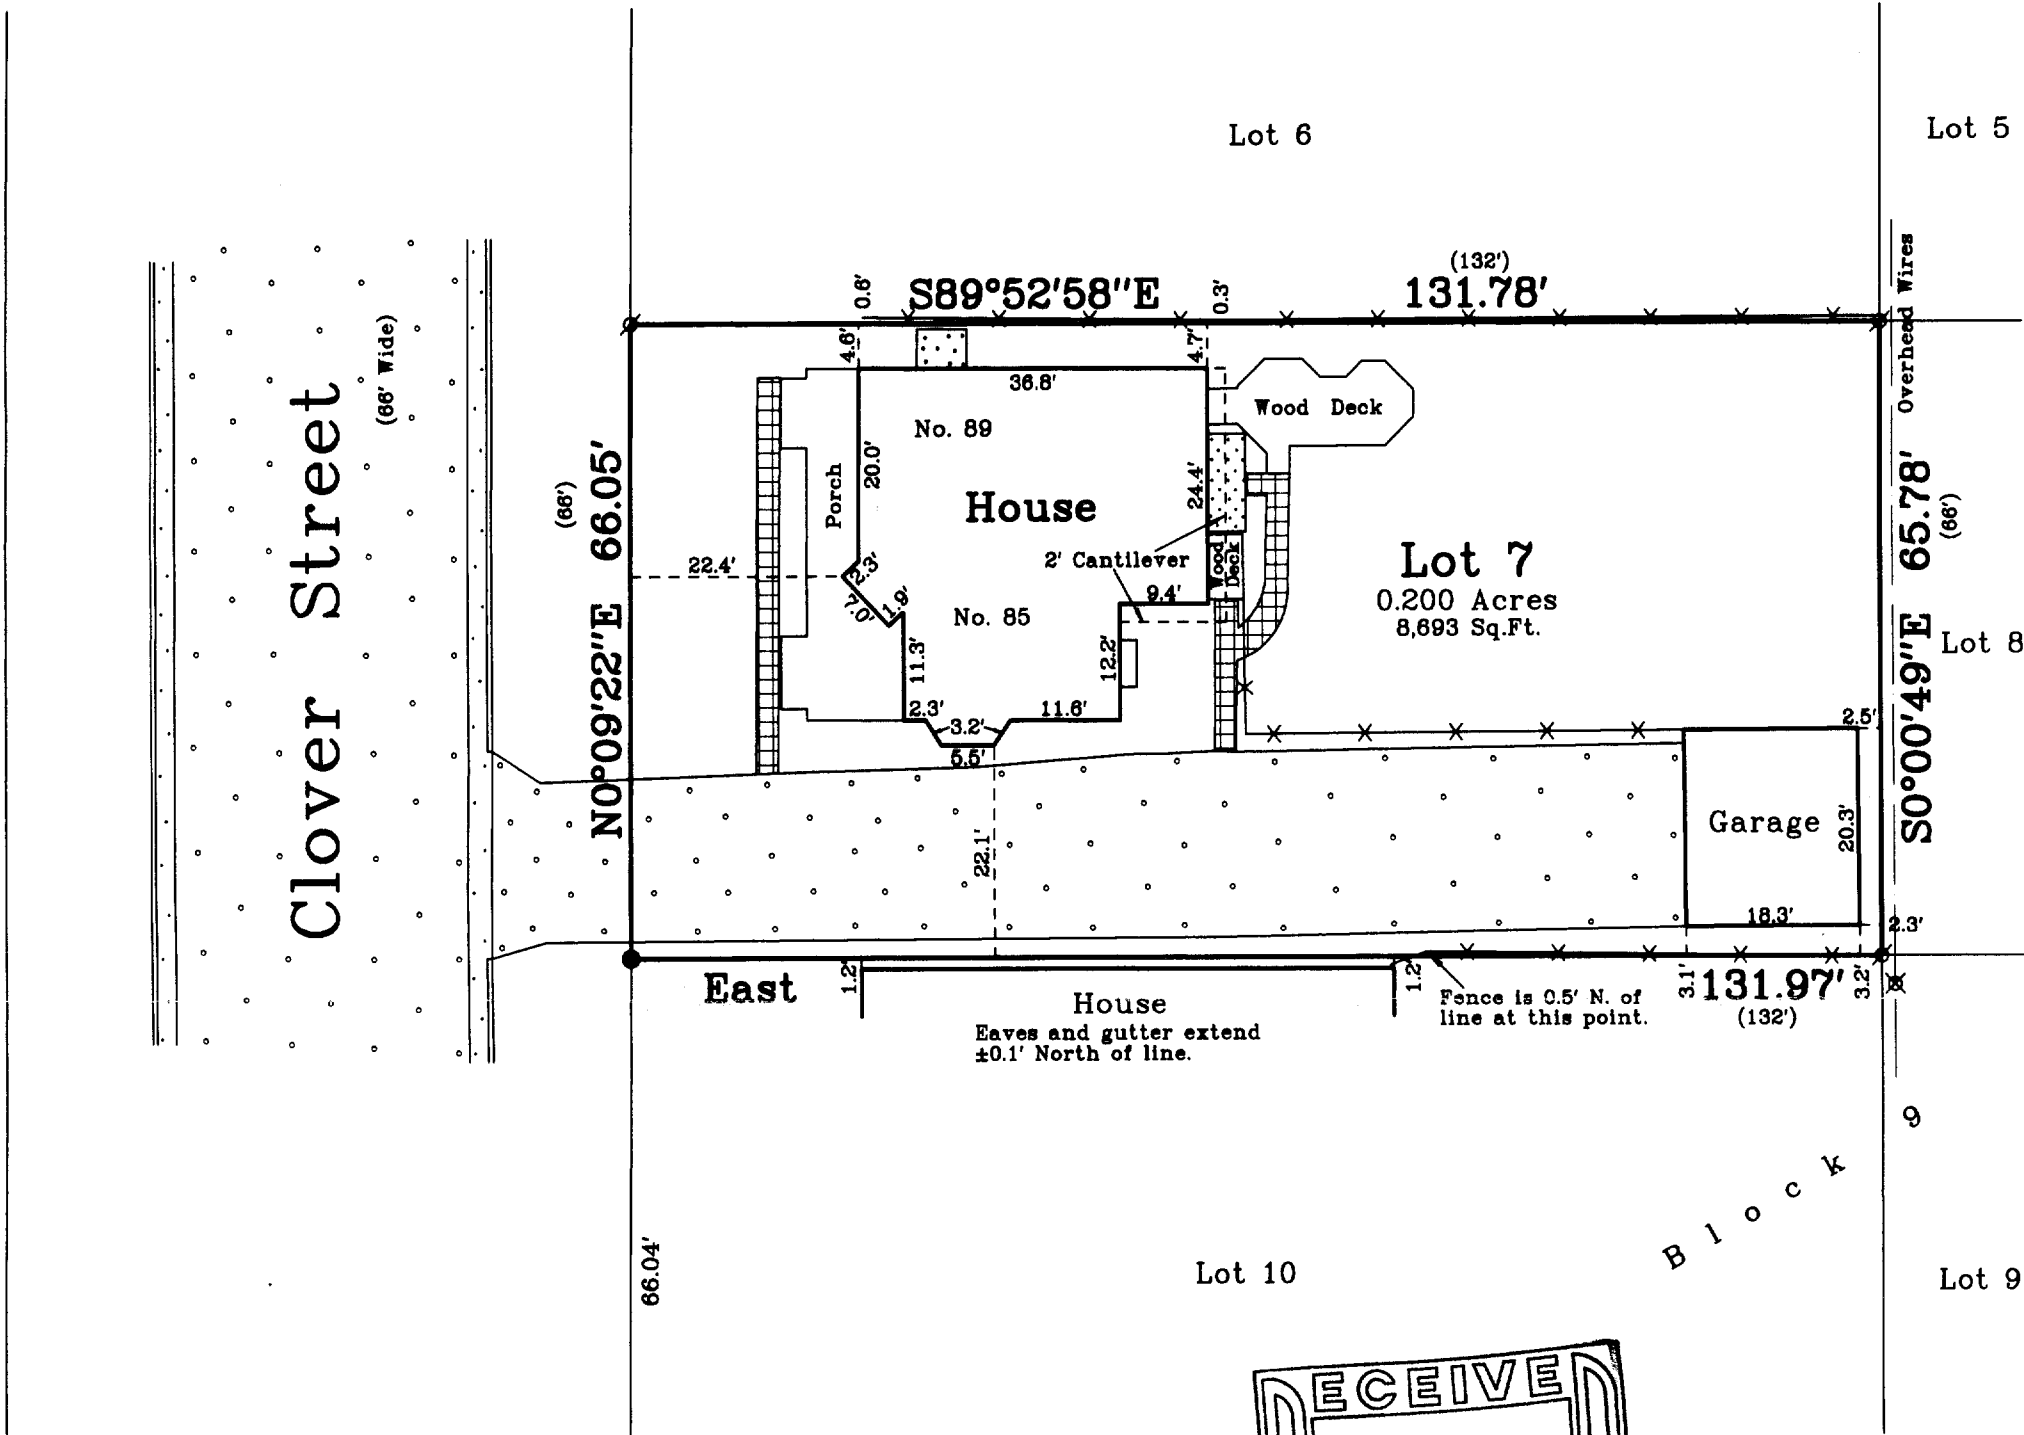 Lot 6
Lot 5
Clover Street
(66' Wide)
S89°52'58"E
(132')
131.78'
0.6'
0.3'
4.6'
4.7'
Overhead Wires
N0°09'22"E 66.05'
(66')
36.8'
No. 89
20.0'
Porch
House
24.4'
Wood Deck
Wood
Deck
2' Cantilever
9.4'
22.4'
2.3'
7.0'
1.9'
No. 85
11.3'
12.2'
2.3'
3.2'
11.6'
5.5'
22.1'
Lot 7
0.200 Acres
8,693 Sq.Ft.
S0°00'49"E 65.78'
(66')
Lot 8
2.5'
Garage
20.3'
18.3'
2.3'
East
1.2'
1.2'
House
Eaves and gutter extend
±0.1' North of line.
Fence is 0.5' N. of
line at this point.
3.1'
131.97'
(132')
3.2'
9
Block
66.04'
Lot 10
Lot 9
ECEIVE